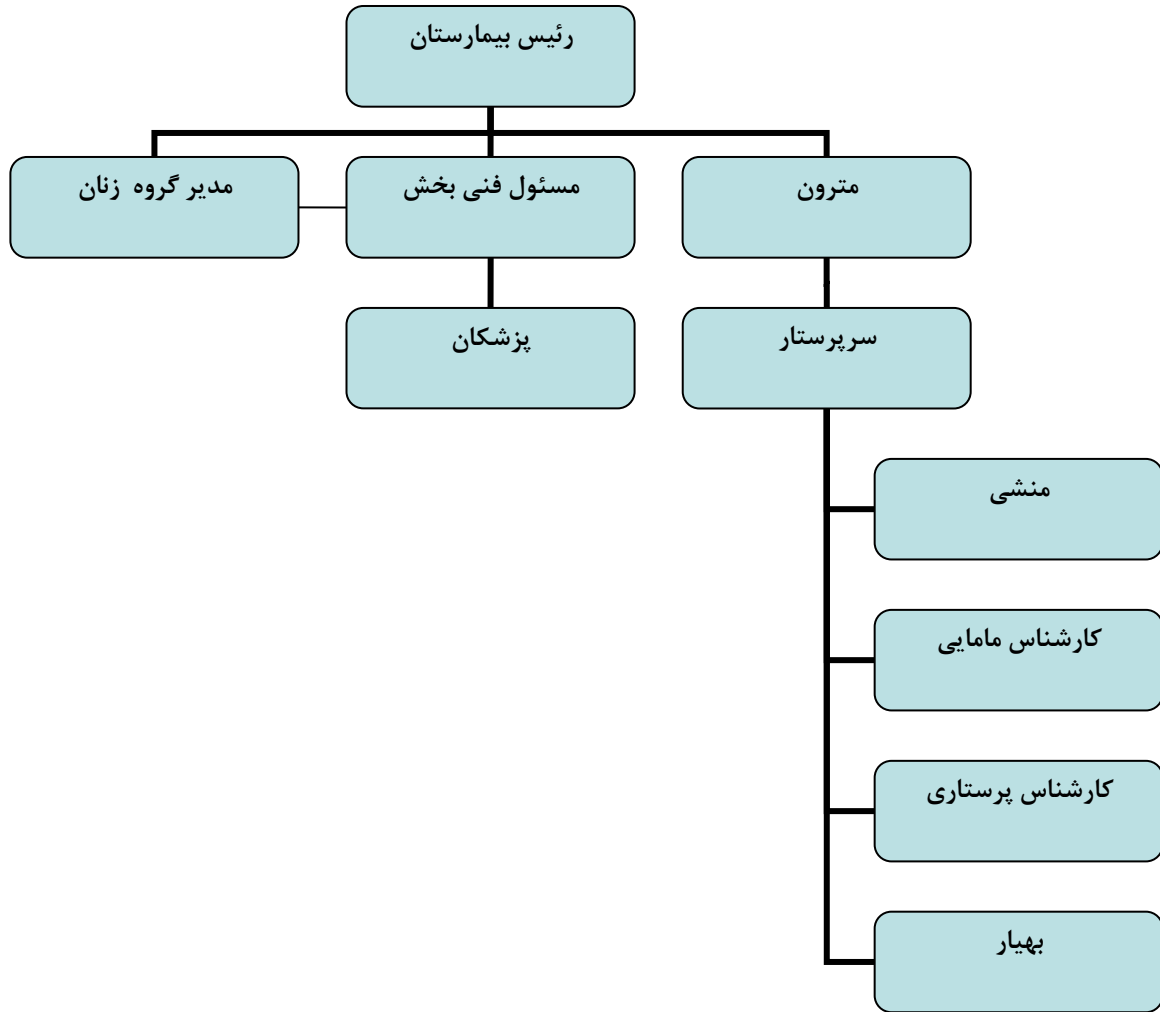 رئیس بیمارستان
مترون
مسئول فنی بخش
مدیر گروه زنان
سرپرستار
پزشکان
منشی
کارشناس مامایی
کارشناس پرستاری
بهیار